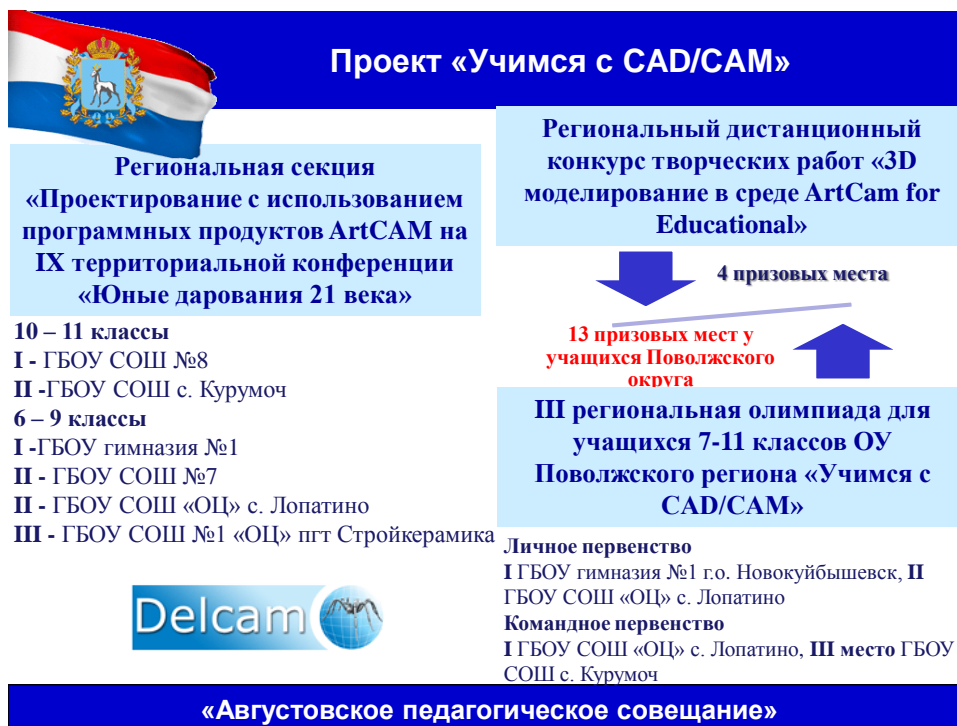 Проект «Учимся с CAD/CAM»
Региональная секция
«Проектирование с использованием
программных продуктов ArtCAM на
IX территориальной конференции
«Юные дарования 21 века»
10 – 11 классы
I - ГБОУ СОШ №8
II -ГБОУ СОШ с. Курумоч
6 – 9 классы
I -ГБОУ гимназия №1
II - ГБОУ СОШ №7
II - ГБОУ СОШ «ОЦ» с. Лопатино
III - ГБОУ СОШ №1 «ОЦ» пгт Стройкерамика
Delcam
Региональный дистанционный
конкурс творческих работ «3D
моделирование в среде ArtCam for
Educational»
4 призовых места
13 призовых мест у
учащихся Поволжского
округа
III региональная олимпиада для
учащихся 7-11 классов ОУ
Поволжского региона «Учимся с
CAD/CAM»
Личное первенство
I ГБОУ гимназия №1 г.о. Новокуйбышевск, II
ГБОУ СОШ «ОЦ» с. Лопатино
Командное первенство
I ГБОУ СОШ «ОЦ» с. Лопатино, III место ГБОУ
СОШ с. Курумоч
«Августовское педагогическое совещание»